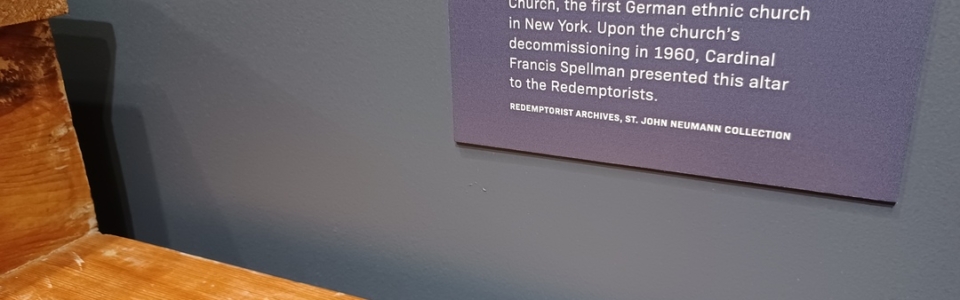 Church, the first German ethnic church
in New York. Upon the church's
decommissioning in 1960, Cardinal
Francis Spellman presented this altar
to the Redemptorists.
REDEMPTORIST ARCHIVES, ST. JOHN NEUMANN COLLECTION